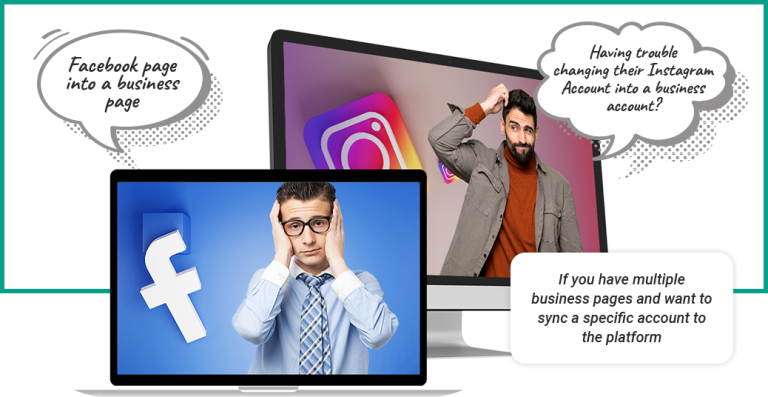 Facebook page
into a business
page
Having trouble
changing their Instagram
Account into a business
account?
If you have multiple
business pages and want to
sync a specific account to
the platform